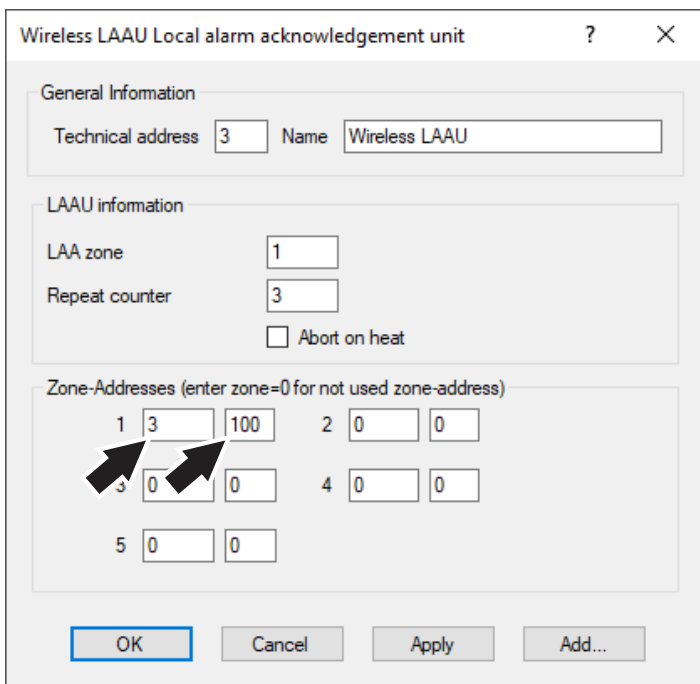 Wireless LAAU Local alarm acknowledgement unit ?
General Information
Technical address 3 Name Wireless LAAU
LAAU information
LAA zone 1
Repeat counter 3
Abort on heat
Zone-Addresses (enter zone=0 for not used zone-address)
1 3 100 2 0 0
3 0 0 4 0 0
5 0 0
OK Cancel Apply Add...